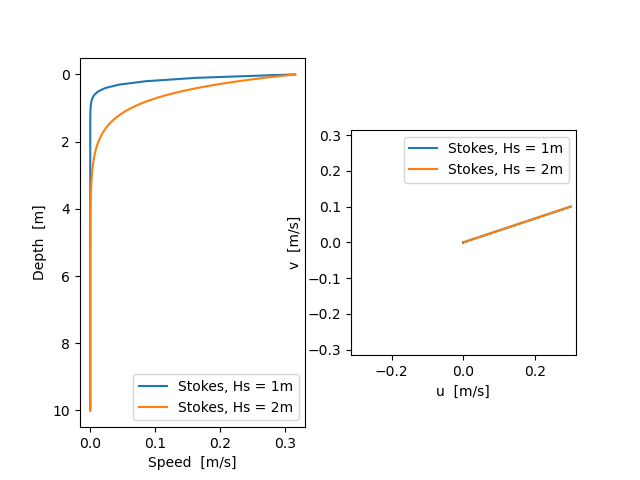 0
2
4
6
8
10
Depth  [m]
0.0 0.1 0.2 0.3
Speed  [m/s]
Stokes, Hs = 1m
Stokes, Hs = 2m
0.3
0.2
0.1
0.0
−0.1
−0.2
−0.3
v  [m/s]
−0.2 0.0 0.2
u  [m/s]
Stokes, Hs = 1m
Stokes, Hs = 2m